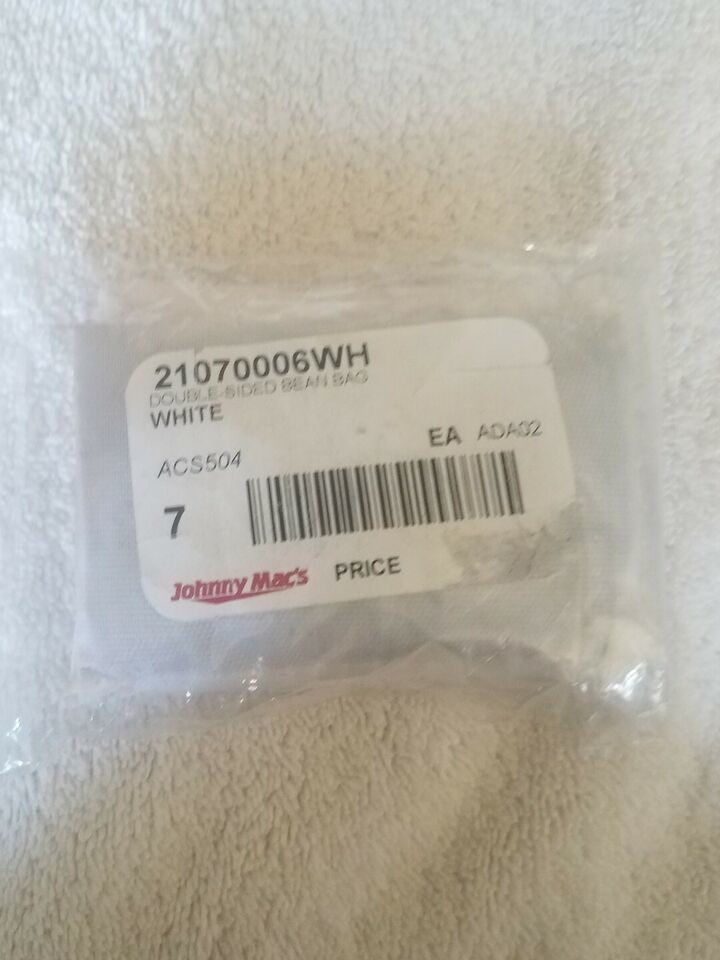 21070006WH
DOUBLE-SIDED BEAN BAG
WHITE
EA ADA02
ACS504
7
Johnny Mac's PRICE